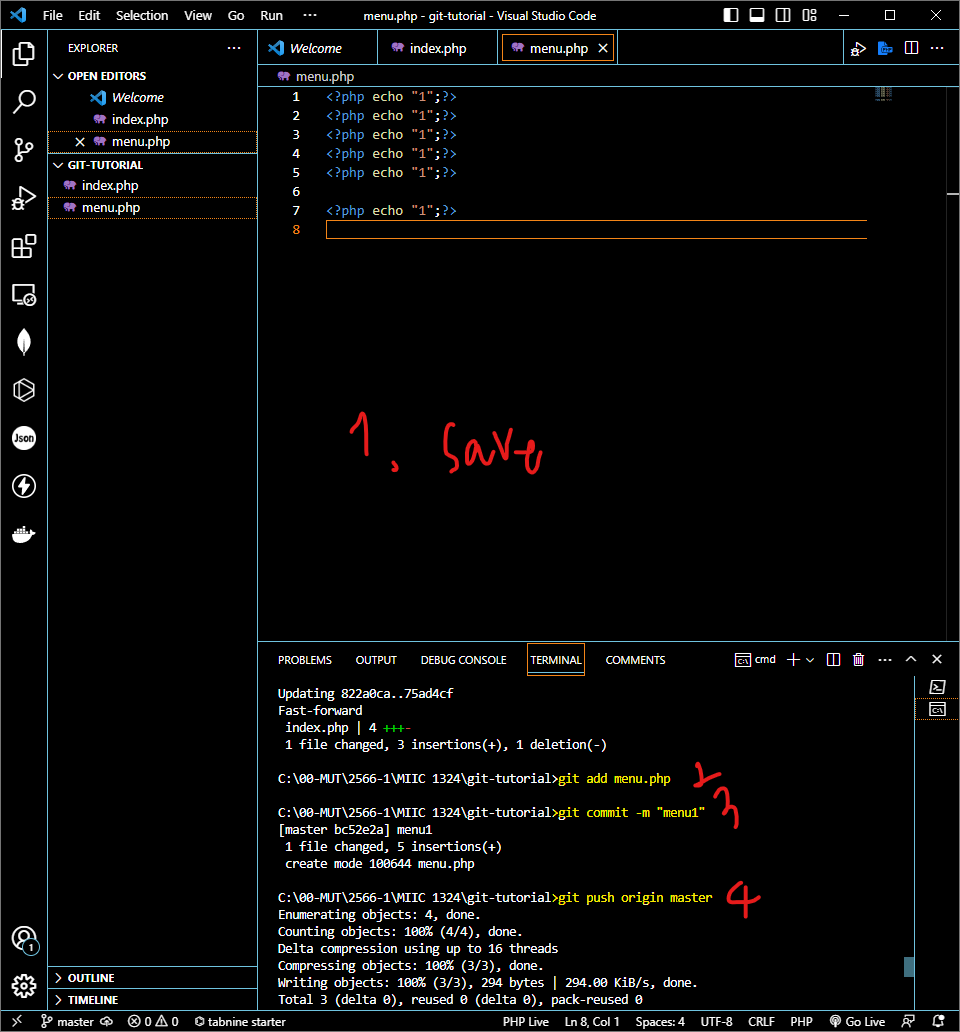 File Edit Selection View Go Run ··· menu.php - git-tutorial - Visual Studio Code
EXPLORER ···
OPEN EDITORS
Welcome
index.php
menu.php
GIT-TUTORIAL
index.php
menu.php
OUTLINE
TIMELINE
Json
1
Welcome index.php menu.php
menu.php
1 <?php echo "1";?>
2 <?php echo "1";?>
3 <?php echo "1";?>
4 <?php echo "1";?>
5 <?php echo "1";?>
6
7 <?php echo "1";?>
8
1. Save
PROBLEMS OUTPUT DEBUG CONSOLE TERMINAL COMMENTS cmd
Updating 822a0ca..75ad4cf
Fast-forward
index.php | 4 +++-
1 file changed, 3 insertions(+), 1 deletion(-)
C:\00-MUT\2566-1\MIIC 1324\git-tutorial>git add menu.php 2
C:\00-MUT\2566-1\MIIC 1324\git-tutorial>git commit -m "menu1" 3
[master bc52e2a] menu1
1 file changed, 5 insertions(+)
create mode 100644 menu.php
C:\00-MUT\2566-1\MIIC 1324\git-tutorial>git push origin master 4
Enumerating objects: 4, done.
Counting objects: 100% (4/4), done.
Delta compression using up to 16 threads
Compressing objects: 100% (3/3), done.
Writing objects: 100% (3/3), 294 bytes | 294.00 KiB/s, done.
Total 3 (delta 0), reused 0 (delta 0), pack-reused 0
master 0 0 tabnine starter PHP Live Ln 8, Col 1 Spaces: 4 UTF-8 CRLF PHP Go Live